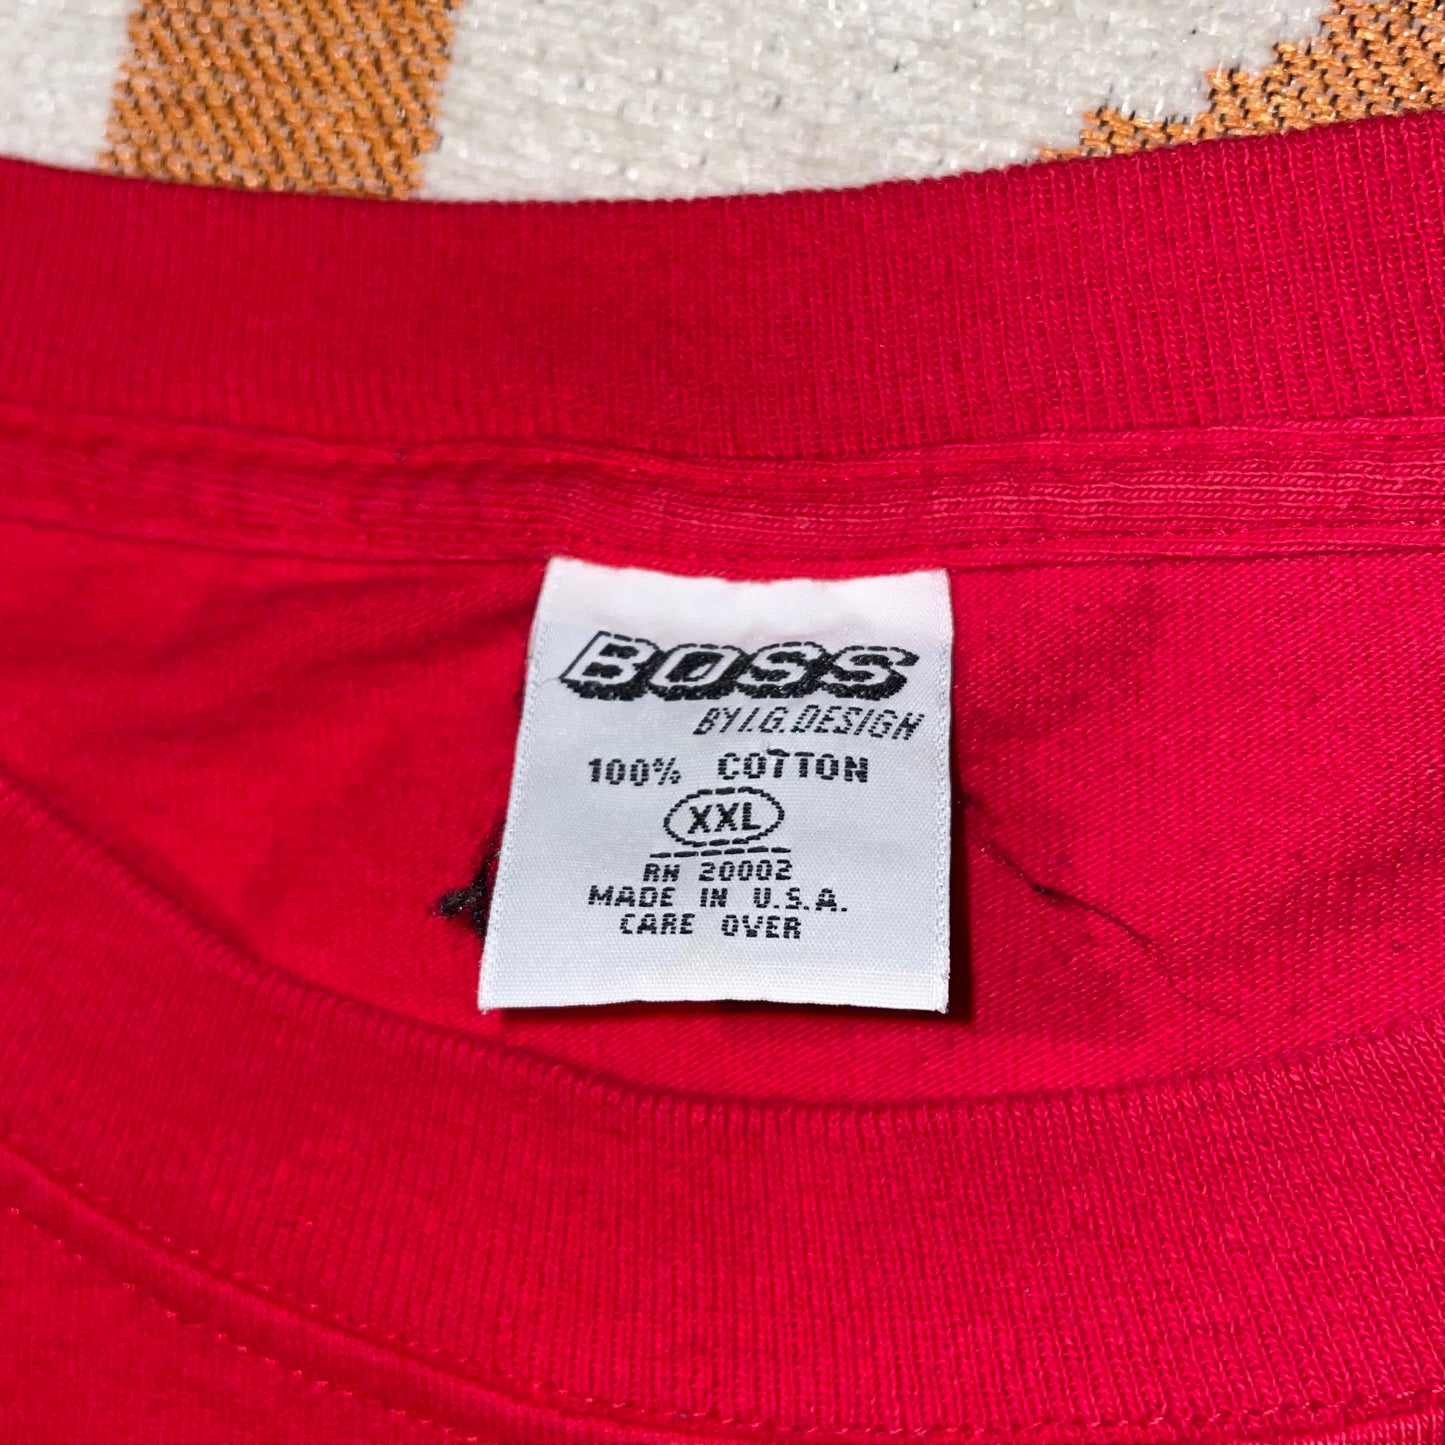 BOSS
BY I.G. DESIGN
100% COTTON
XXL
RN 20002
MADE IN U.S.A.
CARE OVER